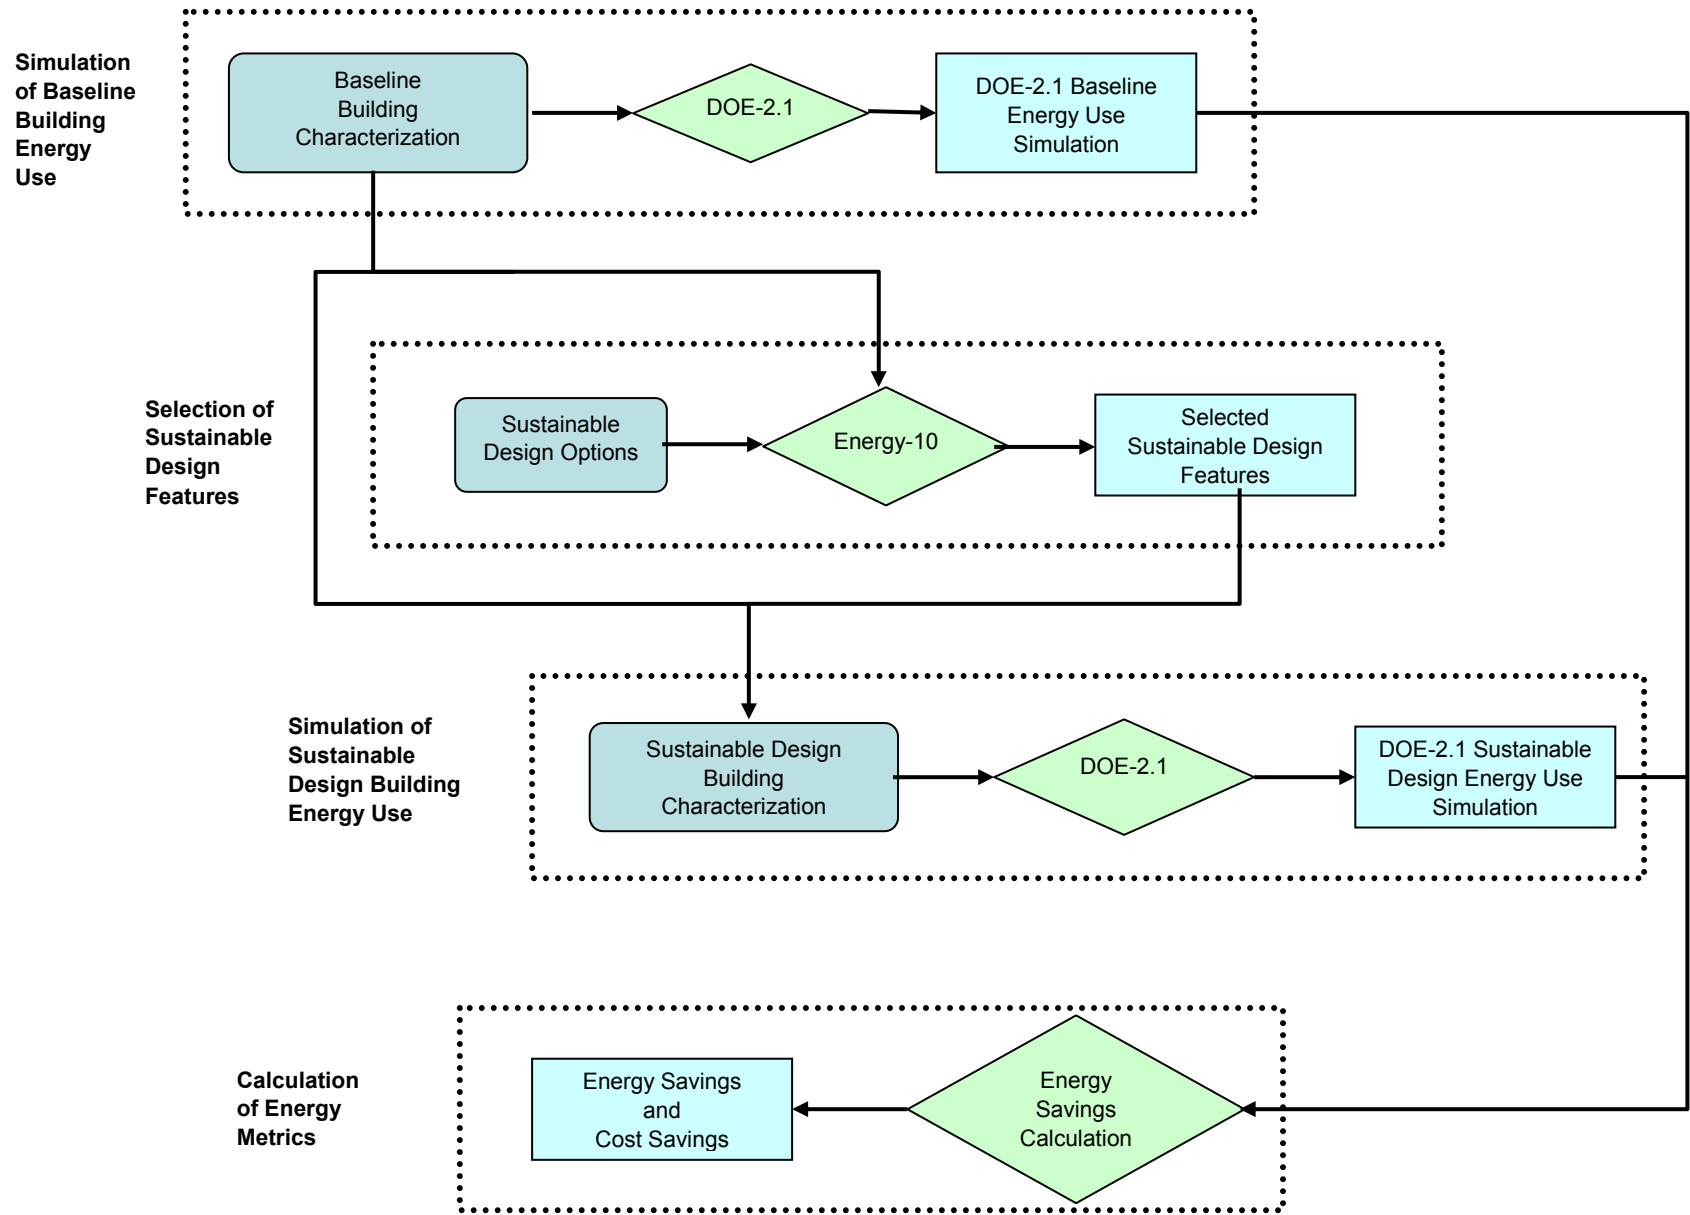 Simulation
of Baseline
Building
Energy
Use
Baseline
Building
Characterization
DOE-2.1
DOE-2.1 Baseline
Energy Use
Simulation
Selection of
Sustainable
Design
Features
Sustainable
Design Options
Energy-10
Selected
Sustainable Design
Features
Simulation of
Sustainable
Design Building
Energy Use
Sustainable Design
Building
Characterization
DOE-2.1
DOE-2.1 Sustainable
Design Energy Use
Simulation
Calculation
of Energy
Metrics
Energy Savings
and
Cost Savings
Energy
Savings
Calculation